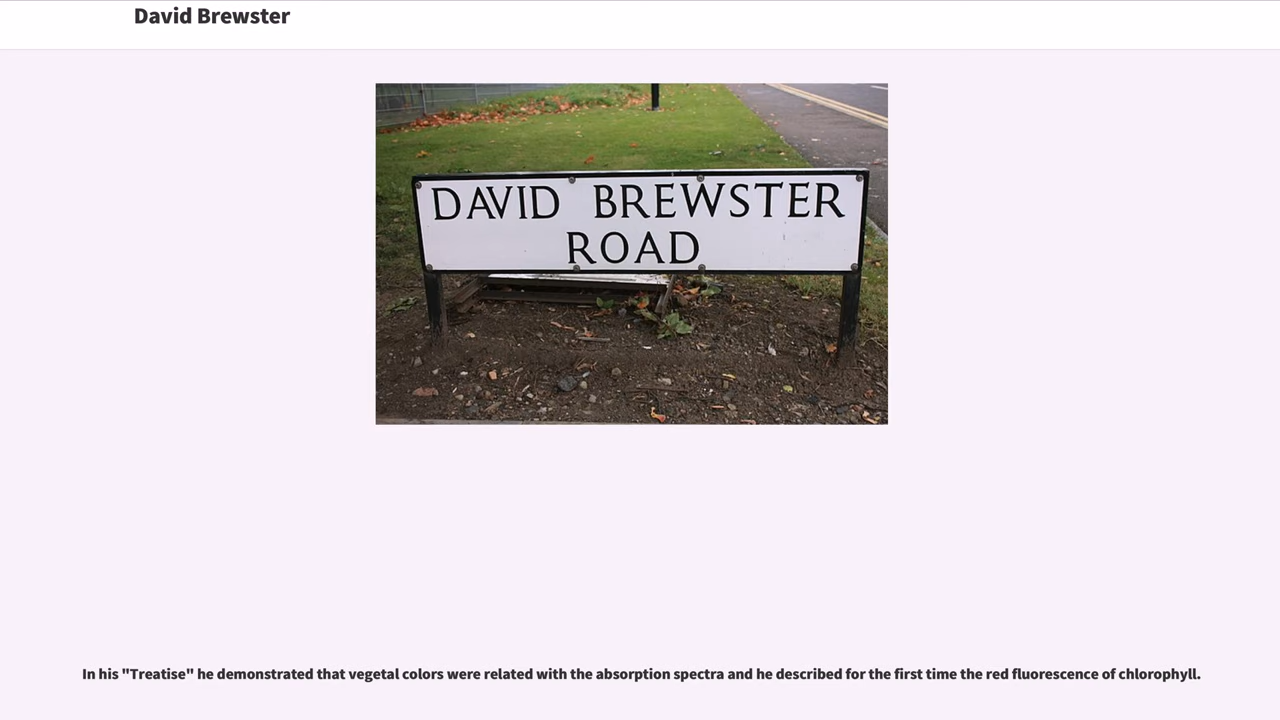 David Brewster
DAVID BREWSTER
ROAD
In his "Treatise" he demonstrated that vegetal colors were related with the absorption spectra and he described for the first time the red fluorescence of chlorophyll.